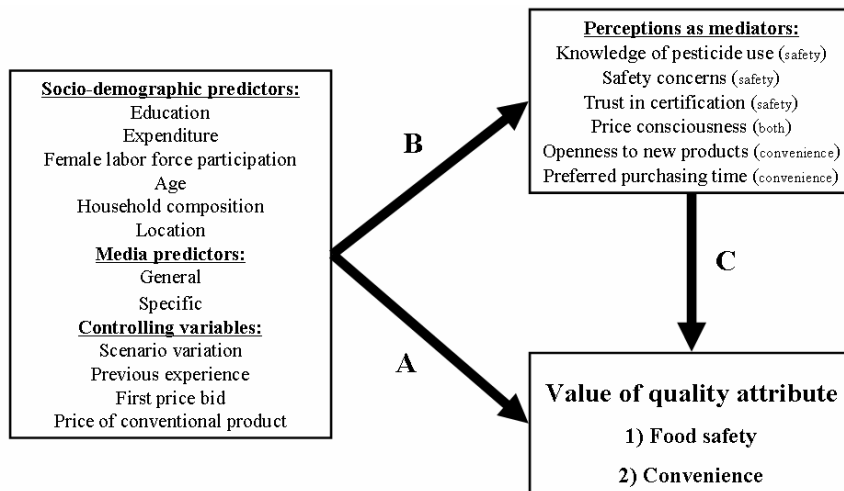 Socio-demographic predictors:
Education
Expenditure
Female labor force participation
Age
Household composition
Location
Media predictors:
General
Specific
Controlling variables:
Scenario variation
Previous experience
First price bid
Price of conventional product
B
A
Perceptions as mediators:
Knowledge of pesticide use (safety)
Safety concerns (safety)
Trust in certification (safety)
Price consciousness (both)
Openness to new products (convenience)
Preferred purchasing time (convenience)
C
Value of quality attribute
1) Food safety
2) Convenience